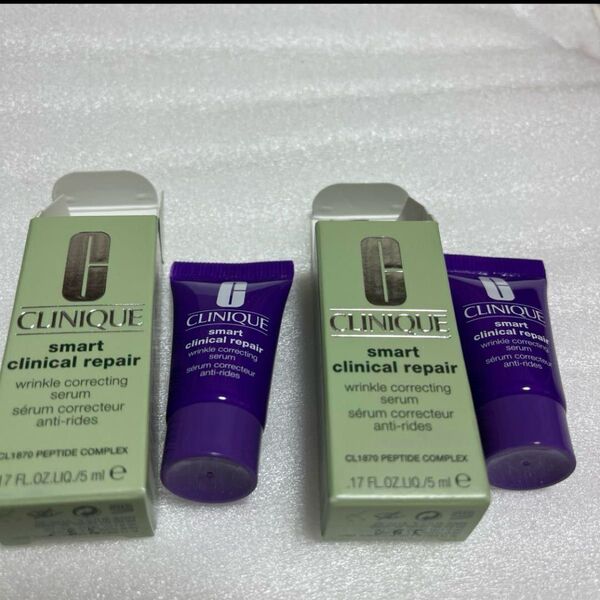 C
CLINIQUE
smart
clinical repair
wrinkle correcting
serum
sérum correcteur
anti-rides
CL1870 PEPTIDE COMPLEX
.17 FL.OZ.LIQ./5 ml ℮
C
CLINIQUE
smart
clinical repair
wrinkle correcting
serum
sérum correcteur
anti-rides
C
CLINIQUE
smart
clinical repair
wrinkle correcting
serum
sérum correcteur
anti-rides
CL1870 PEPTIDE COMPLEX
.17 FL.OZ.LIQ./5 ml ℮
C
CLINIQUE
smart
clinical repair
wrinkle correcting
serum
sérum correcteur
anti-rides